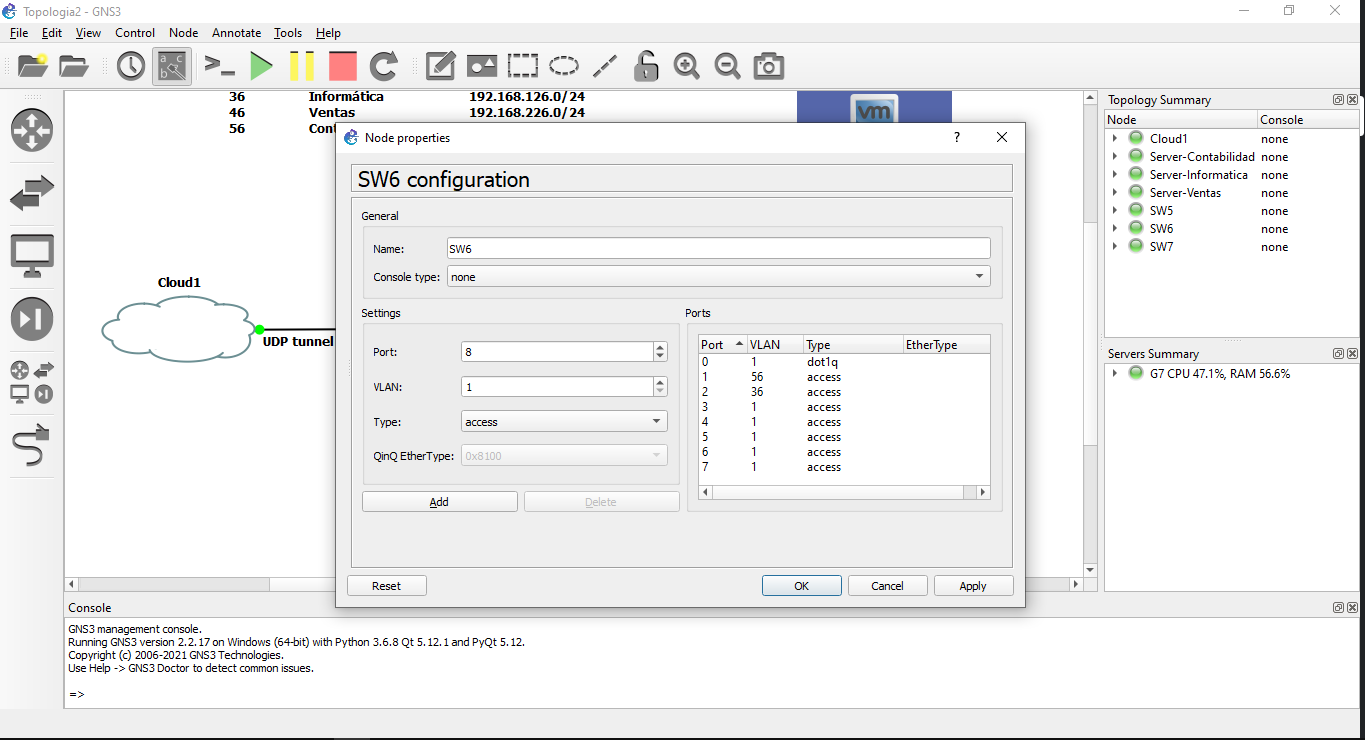 Topologia2 - GNS3
File Edit View Control Node Annotate Tools Help
36 Informática 192.168.126.0/24
46 Ventas 192.168.226.0/24
56 Cont
vm
Cloud1
UDP tunnel
Node properties
?
SW6 configuration
General
Name: SW6
Console type: none
Settings
Port: 8
VLAN: 1
Type: access
QinQ EtherType: 0x8100
Add Delete
Ports
Port VLAN Type EtherType
0 1 dot1q
1 56 access
2 36 access
3 1 access
4 1 access
5 1 access
6 1 access
7 1 access
Reset OK Cancel Apply
Topology Summary
Node Console
Cloud1 none
Server-Contabilidad none
Server-Informatica none
Server-Ventas none
SW5 none
SW6 none
SW7 none
Servers Summary
G7 CPU 47.1%, RAM 56.6%
Console
GNS3 management console.
Running GNS3 version 2.2.17 on Windows (64-bit) with Python 3.6.8 Qt 5.12.1 and PyQt 5.12.
Copyright (c) 2006-2021 GNS3 Technologies.
Use Help -> GNS3 Doctor to detect common issues.
=>